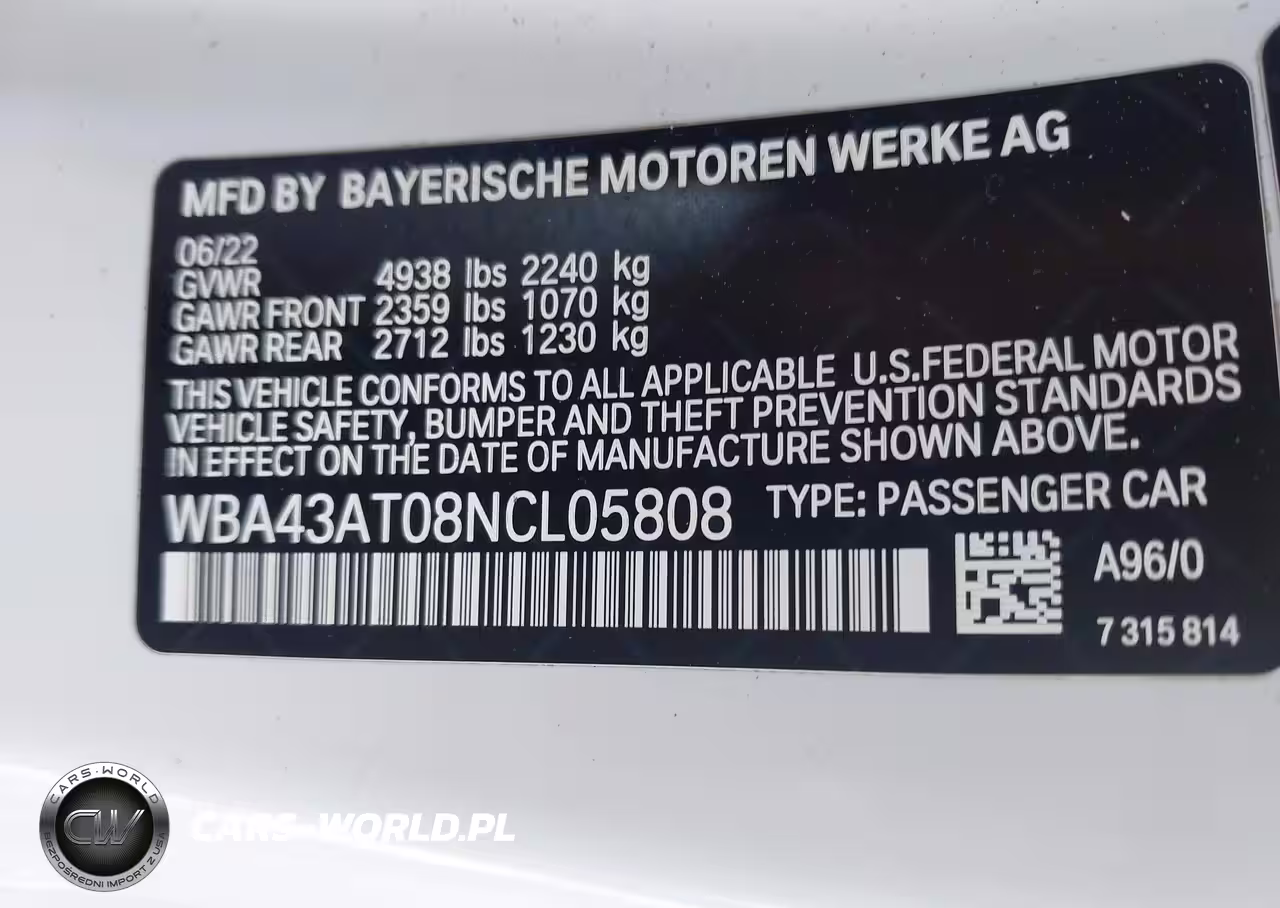 MFD BY BAYERISCHE MOTOREN WERKE AG
06/22
GVWR 4938 lbs 2240 kg
GAWR FRONT 2359 lbs 1070 kg
GAWR REAR 2712 lbs 1230 kg
THIS VEHICLE CONFORMS TO ALL APPLICABLE U.S.FEDERAL MOTOR
VEHICLE SAFETY, BUMPER AND THEFT PREVENTION STANDARDS
IN EFFECT ON THE DATE OF MANUFACTURE SHOWN ABOVE.
WBA43AT08NCL05808 TYPE: PASSENGER CAR
A96/0
7 315 814
CARS-WORLD
CW
BEZPOŚREDNI IMPORT Z USA
CARS-WORLD.PL